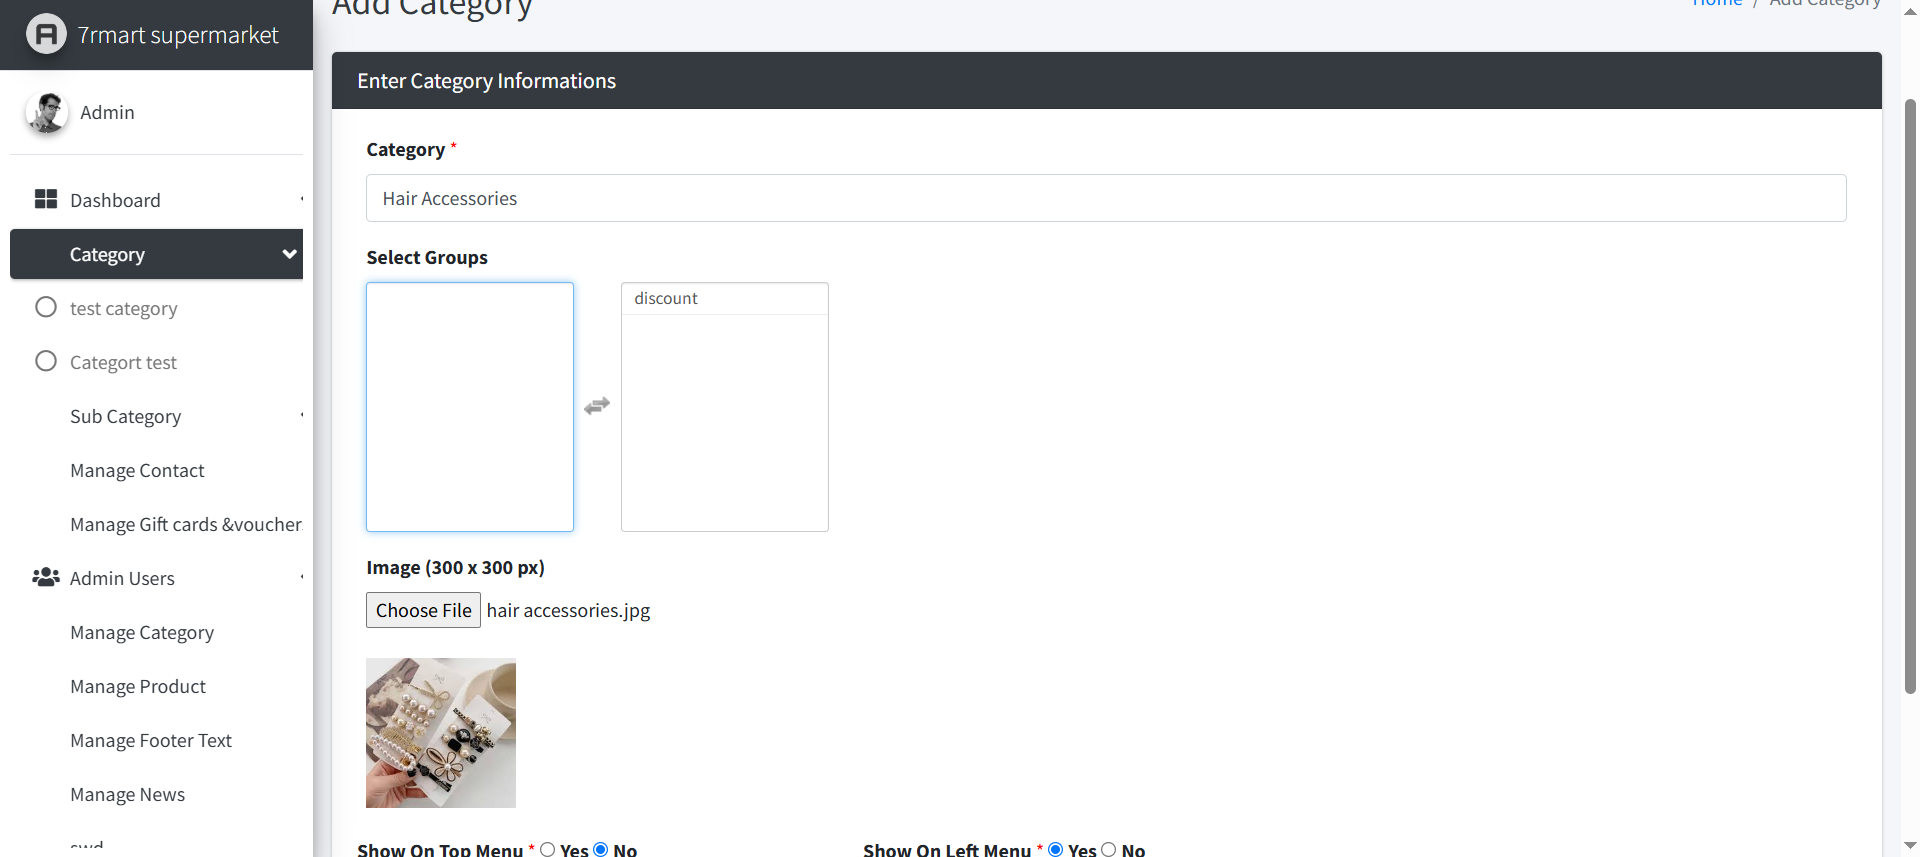 7rmart supermarket
Admin
Dashboard
Category
test category
Categort test
Sub Category
Manage Contact
Manage Gift cards &voucher
Admin Users
Manage Category
Manage Product
Manage Footer Text
Manage News
swd
Add Category
Home / Add Category
Enter Category Informations
Category *
Hair Accessories
Select Groups
discount
Image (300 x 300 px)
Choose File hair accessories.jpg
Show On Top Menu * Yes No
Show On Left Menu * Yes No